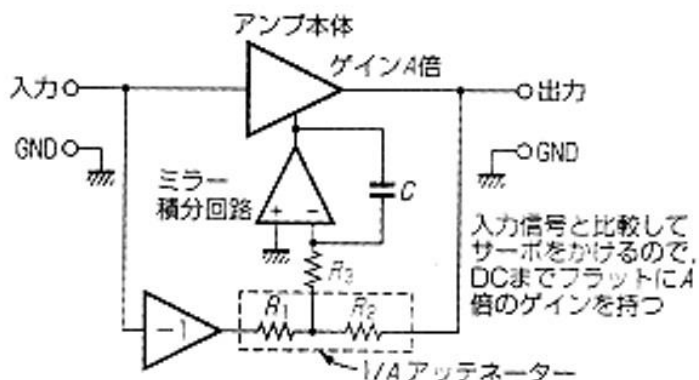 アンプ本体
ゲインA倍
入力
出力
GND
GND
ミラー
積分回路
+ -
C
入力信号と比較して
サーボをかけるので,
DCまでフラットにA
倍のゲインを持つ
R3
-1
R1
R2
1/Aアッテネーター